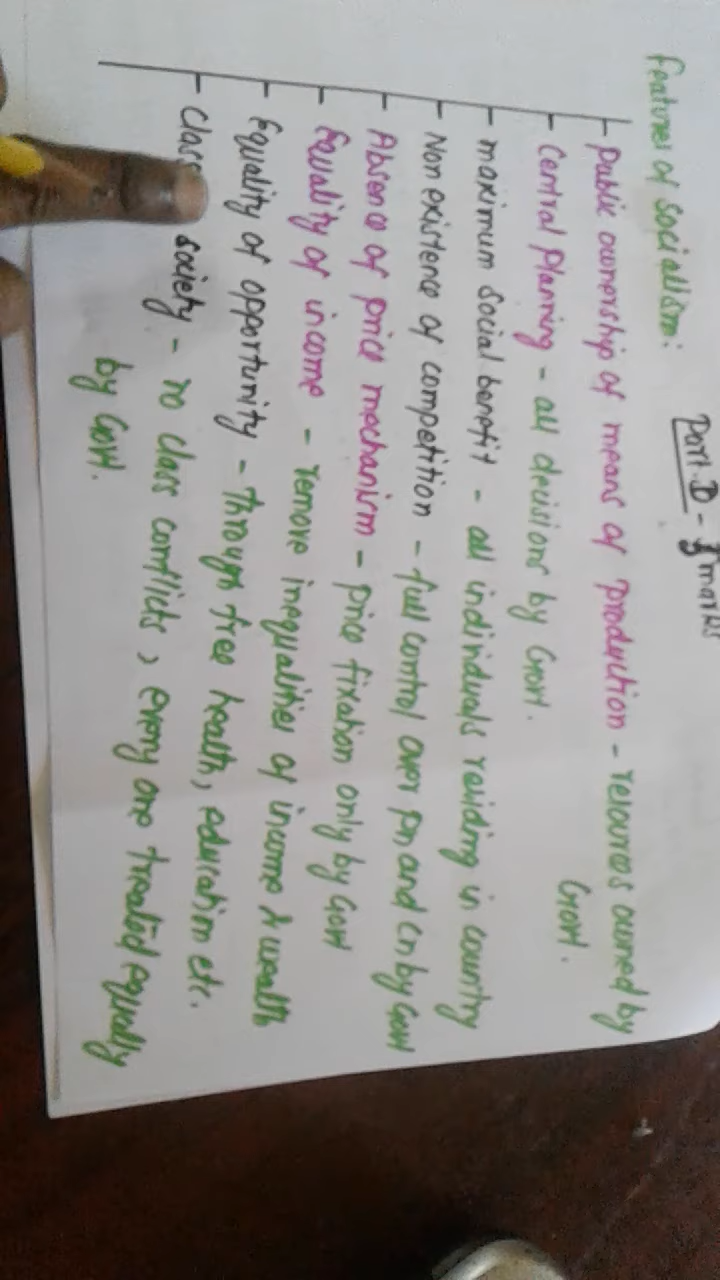 Part.D - marks
Features of socialism:
Public ownership of means of production - resources owned by
Govt.
Central Planning - all decisions by Govt.
maximum social benefit - all individuals residing in country
Non existence of competition - full control over pn and cn by Govt
Absence of price mechanism - price fixation only by Govt
Equality of income - remove inequalities of income & wealth
Equality of opportunity - through free health, education etc.
Class society - no class conflicts, every one treated equally
by Govt.